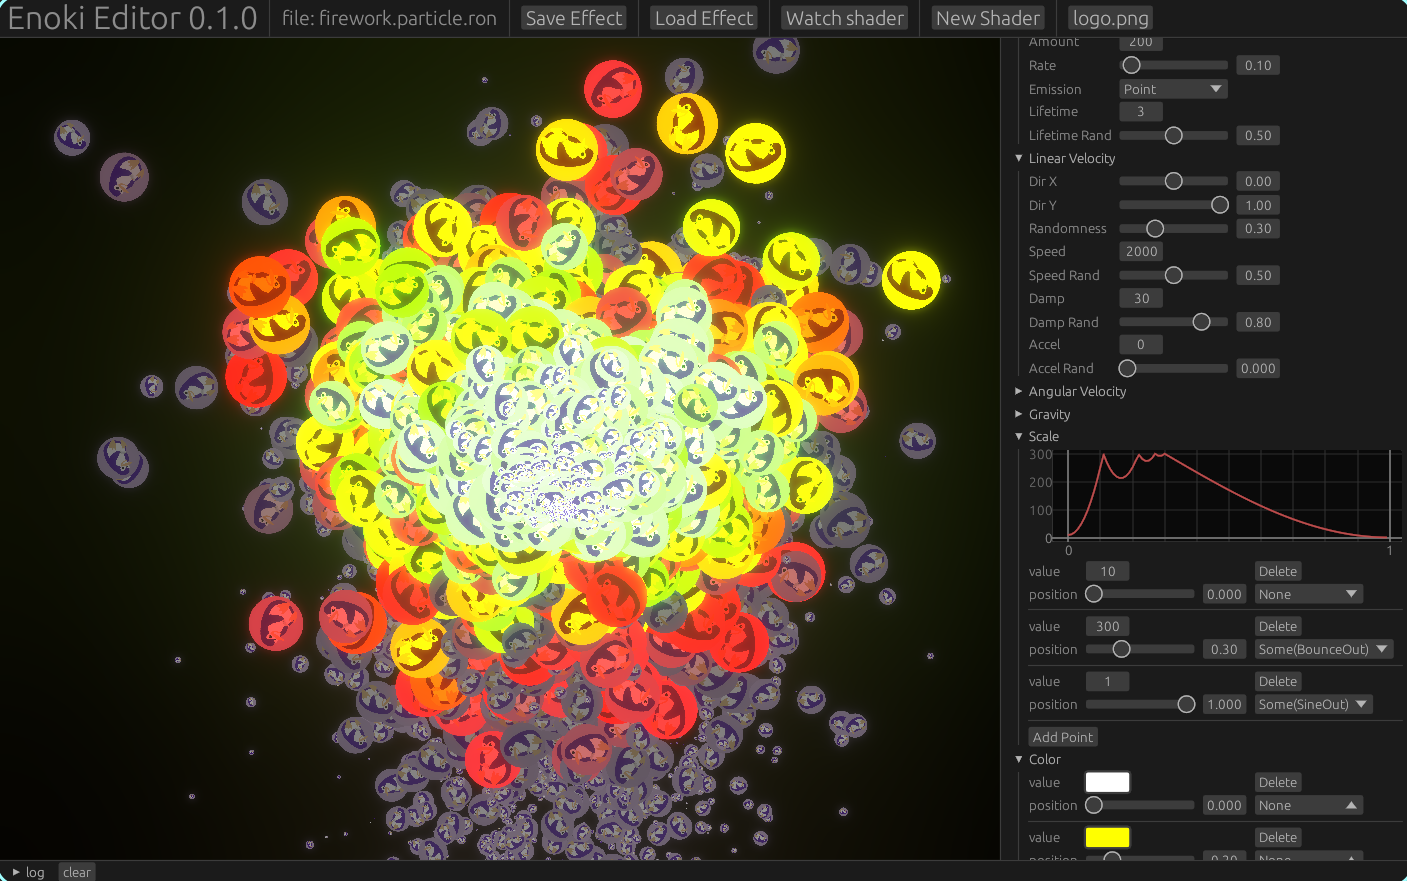 Enoki Editor 0.1.0 file: firework.particle.ron Save Effect Load Effect Watch shader New Shader logo.png
Amount 200
Rate 0.10
Emission Point
Lifetime 3
Lifetime Rand 0.50
Linear Velocity
Dir X 0.00
Dir Y 1.00
Randomness 0.30
Speed 2000
Speed Rand 0.50
Damp 30
Damp Rand 0.80
Accel 0
Accel Rand 0.000
Angular Velocity
Gravity
Scale
300
200
100
0
0 1
value 10 Delete
position 0.000 None
value 300 Delete
position 0.30 Some(BounceOut)
value 1 Delete
position 1.000 Some(SineOut)
Add Point
Color
value Delete
position 0.000 None
value Delete
position 0.30 None
log clear